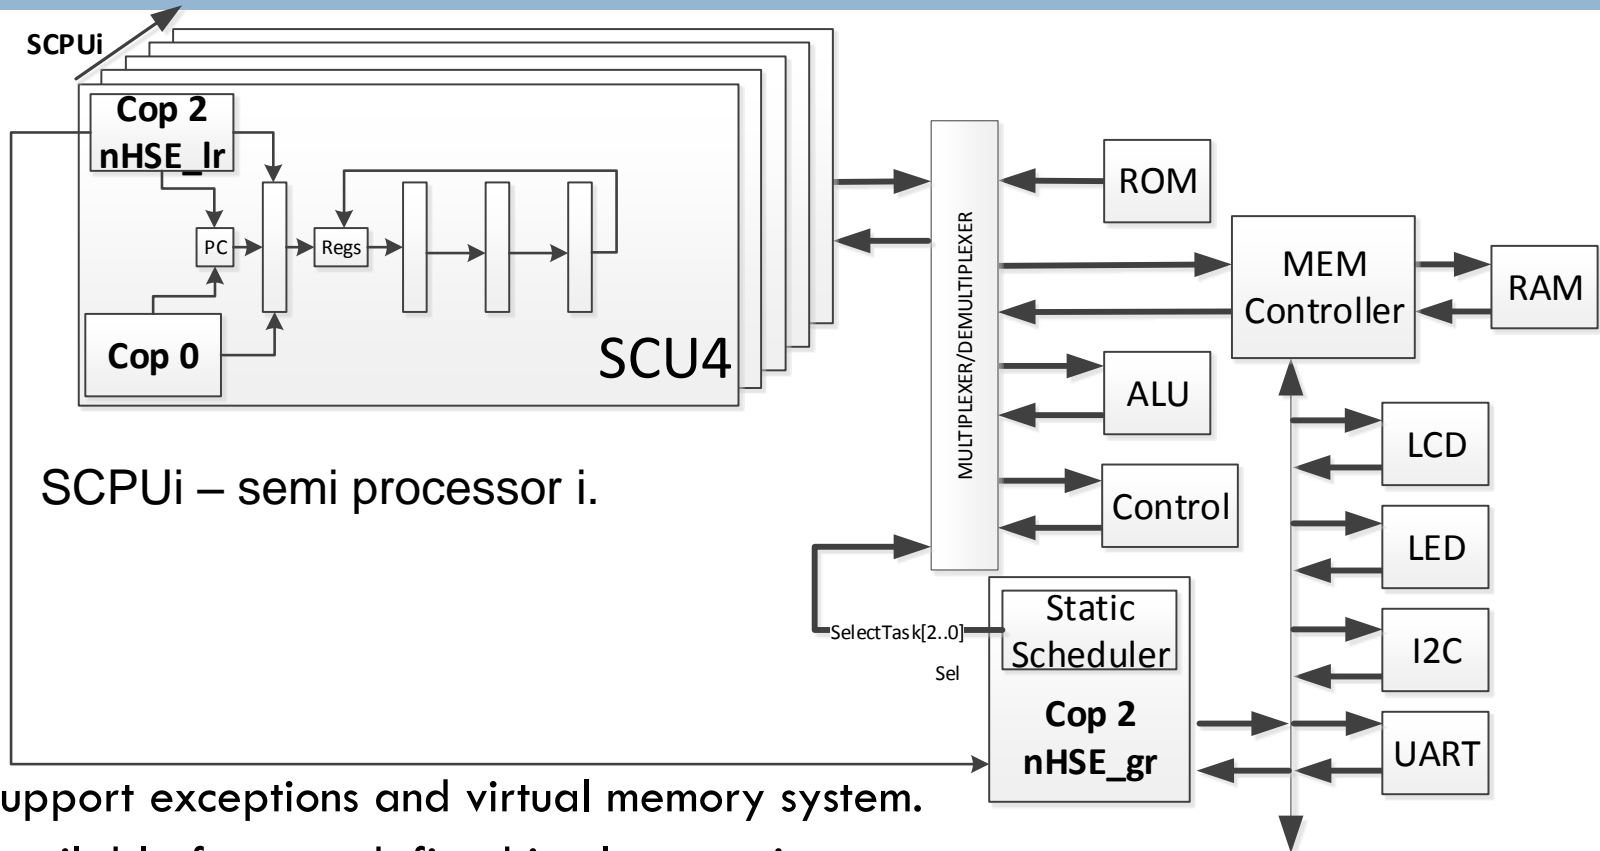 SCPUi
Cop 2
nHSE_lr
PC
Regs
Cop 0
SCU4
MULTIPLEXER/DEMULTIPLEXER
ROM
MEM
Controller
RAM
ALU
Control
LCD
LED
I2C
UART
SCPUi – semi processor i.
SelectTask[2..0]
Sel
Static
Scheduler
Cop 2
nHSE_gr
upport exceptions and virtual memory system.